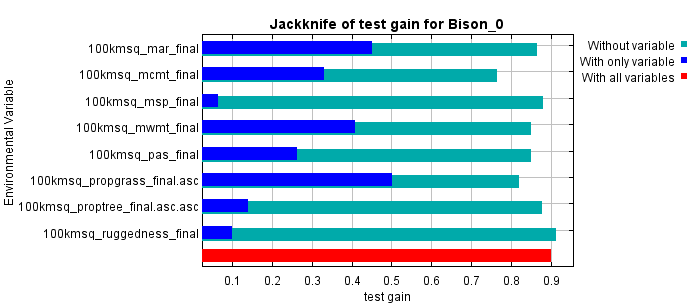 Jackknife of test gain for Bison_0
Environmental Variable
100kmsq_mar_final
100kmsq_mcmt_final
100kmsq_msp_final
100kmsq_mwmt_final
100kmsq_pas_final
100kmsq_propgrass_final.asc
100kmsq_proptree_final.asc.asc
100kmsq_ruggedness_final
0.1 0.2 0.3 0.4 0.5 0.6 0.7 0.8 0.9
test gain
Without variable
With only variable
With all variables